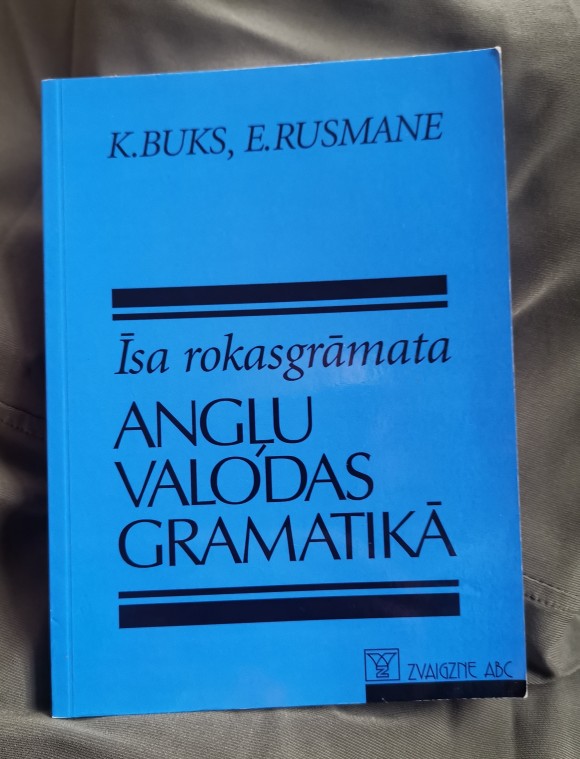 K.BUKS, E.RUSMANE
Īsa rokasgrāmata
ANGĻU
VALODAS
GRAMATIKĀ
ZVAIGZNE ABC